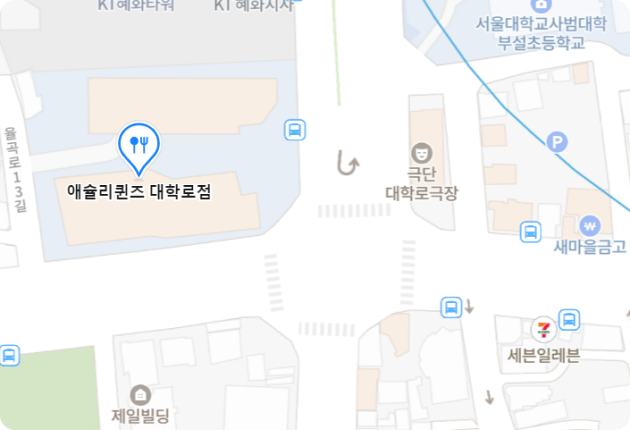 KT혜화타워
KT 혜화지사
서울대학교사범대학
부설초등학교
율곡로13길
P
애슐리퀸즈 대학로점
극단
대학로극장
₩
새마을금고
7
세븐일레븐
제일빌딩